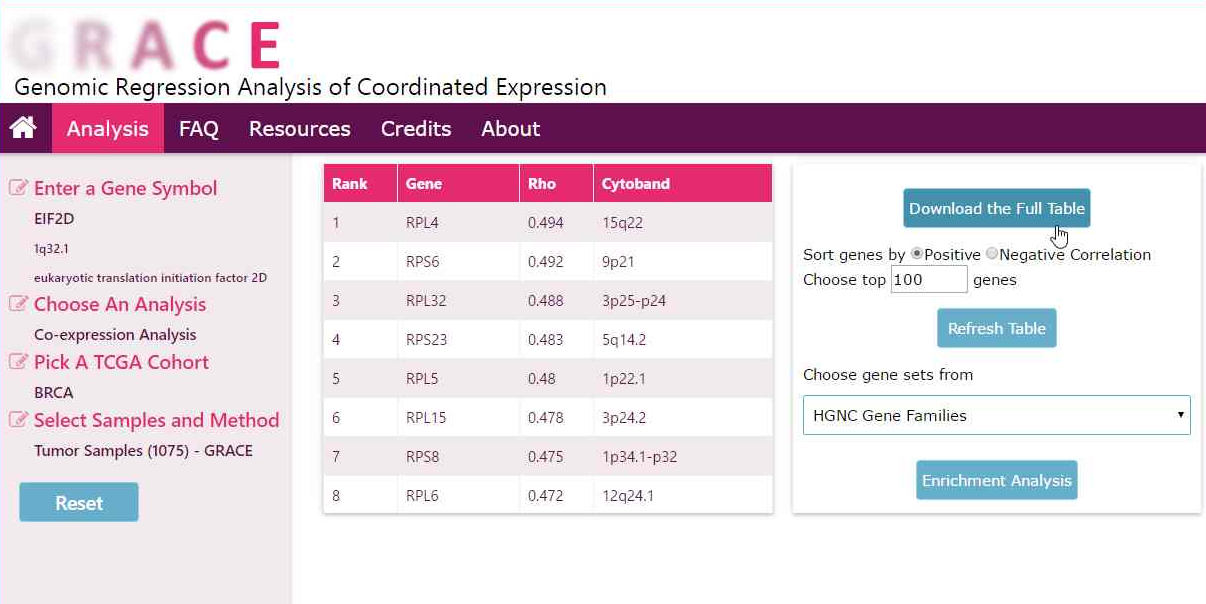 GRACE
Genomic Regression Analysis of Coordinated Expression
Analysis FAQ Resources Credits About
Enter a Gene Symbol
EIF2D
1q32.1
eukaryotic translation initiation factor 2D
Choose An Analysis
Co-expression Analysis
Pick A TCGA Cohort
BRCA
Select Samples and Method
Tumor Samples (1075) - GRACE
Reset
Rank Gene Rho Cytoband
1 RPL4 0.494 15q22
2 RPS6 0.492 9p21
3 RPL32 0.488 3p25-p24
4 RPS23 0.483 5q14.2
5 RPL5 0.48 1p22.1
6 RPL15 0.478 3p24.2
7 RPS8 0.475 1p34.1-p32
8 RPL6 0.472 12q24.1
Download the Full Table
Sort genes by Positive Negative Correlation
Choose top 100 genes
Refresh Table
Choose gene sets from
HGNC Gene Families
Enrichment Analysis